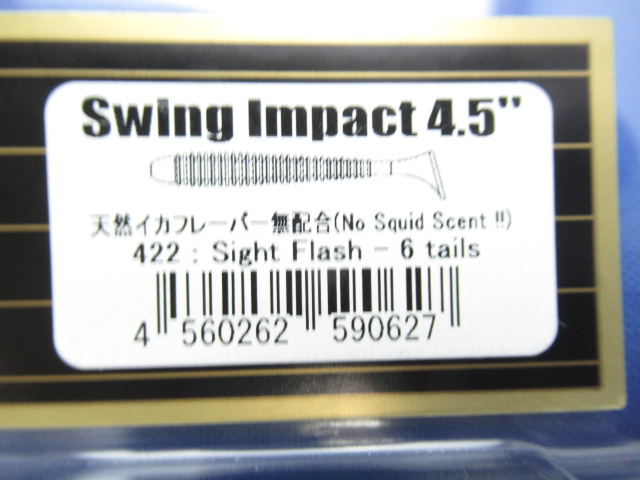 Swing Impact 4.5"
天然イカフレーバー無配合(No Squid Scent !!)
422 : Sight Flash - 6 tails
4 560262 590627